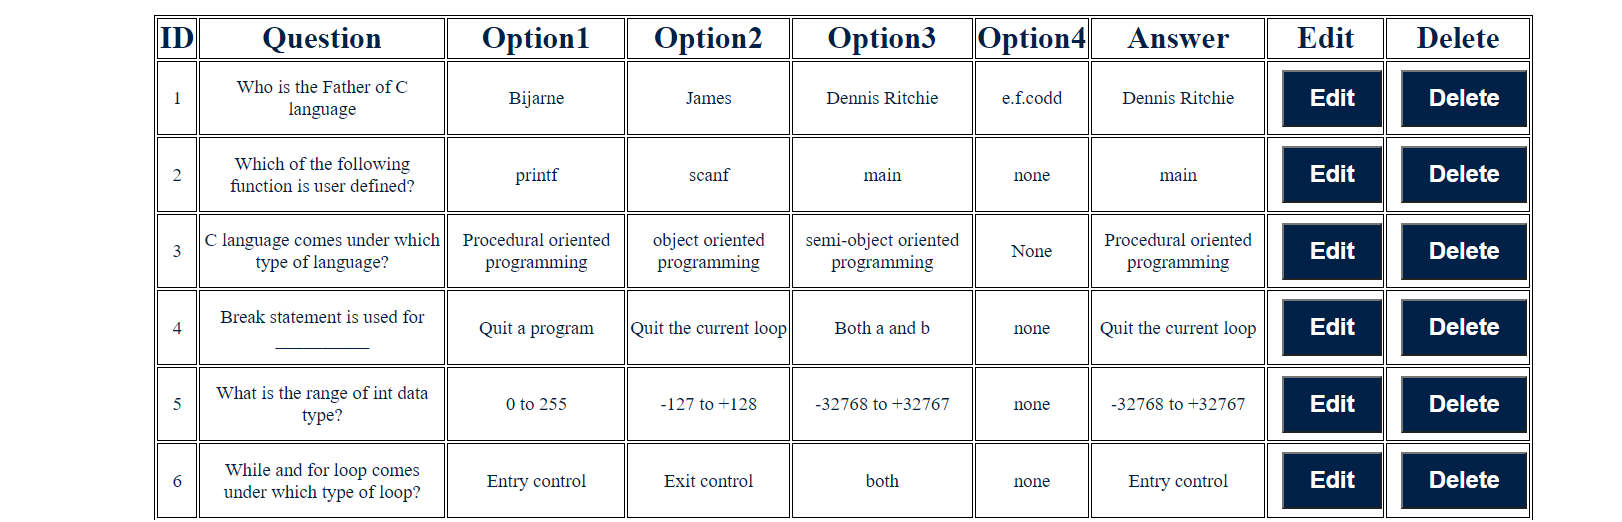 ID Question Option1 Option2 Option3 Option4 Answer Edit Delete
1 Who is the Father of C language Bijarne James Dennis Ritchie e.f.codd Dennis Ritchie Edit Delete
2 Which of the following function is user defined? printf scanf main none main Edit Delete
3 C language comes under which type of language? Procedural oriented programming object oriented programming semi-object oriented programming None Procedural oriented programming Edit Delete
4 Break statement is used for __________ Quit a program Quit the current loop Both a and b none Quit the current loop Edit Delete
5 What is the range of int data type? 0 to 255 -127 to +128 -32768 to +32767 none -32768 to +32767 Edit Delete
6 While and for loop comes under which type of loop? Entry control Exit control both none Entry control Edit Delete